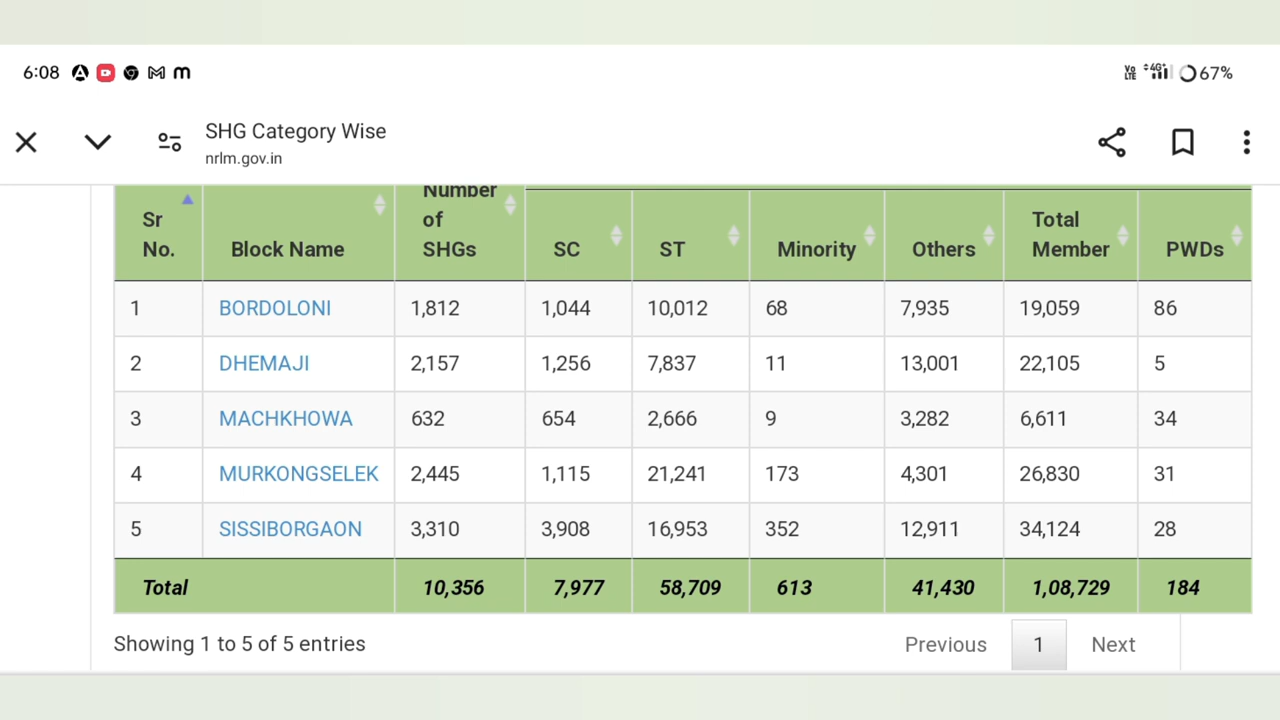 6:08 67%
SHG Category Wise
nrlm.gov.in
Sr No. Block Name Number of SHGs SC ST Minority Others Total Member PWDs
1 BORDOLONI 1,812 1,044 10,012 68 7,935 19,059 86
2 DHEMAJI 2,157 1,256 7,837 11 13,001 22,105 5
3 MACHKHOWA 632 654 2,666 9 3,282 6,611 34
4 MURKONGSELEK 2,445 1,115 21,241 173 4,301 26,830 31
5 SISSIBORGAON 3,310 3,908 16,953 352 12,911 34,124 28
Total 10,356 7,977 58,709 613 41,430 1,08,729 184
Showing 1 to 5 of 5 entries Previous 1 Next